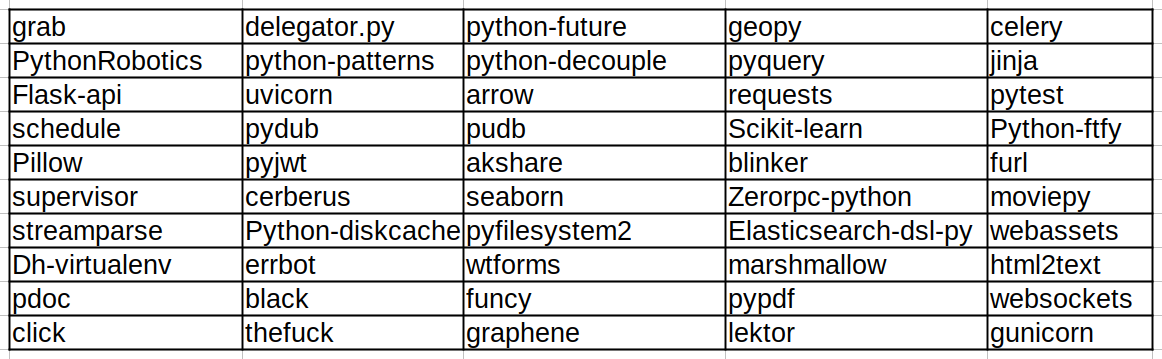 grab delegator.py python-future geopy celery
PythonRobotics python-patterns python-decouple pyquery jinja
Flask-api uvicorn arrow requests pytest
schedule pydub pudb Scikit-learn Python-ftfy
Pillow pyjwt akshare blinker furl
supervisor cerberus seaborn Zerorpc-python moviepy
streamparse Python-diskcache pyfilesystem2 Elasticsearch-dsl-py webassets
Dh-virtualenv errbot wtforms marshmallow html2text
pdoc black funcy pypdf websockets
click thefuck graphene lektor gunicorn